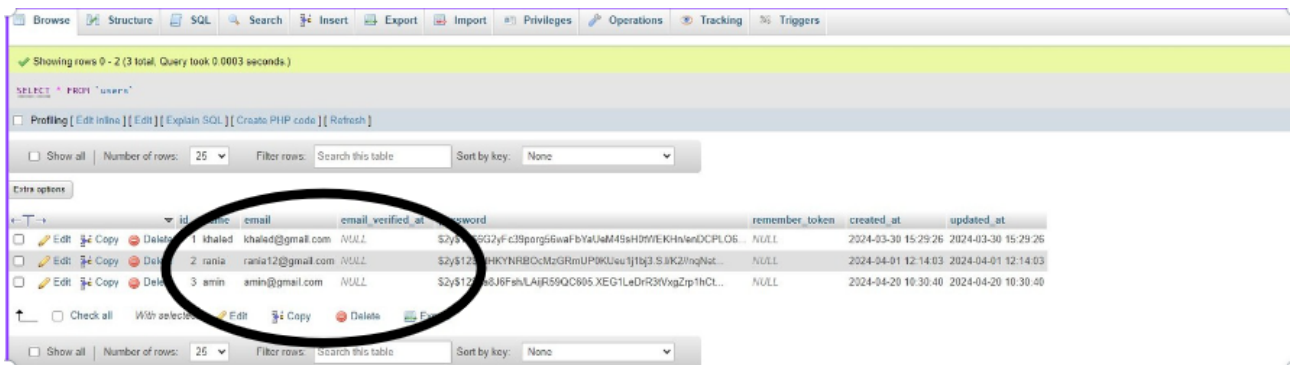 Browse Structure SQL Search Insert Export Import Privileges Operations Tracking Triggers
Showing rows 0 - 2 (3 total, Query took 0.0003 seconds.)
SELECT * FROM `users`
Profiling [ Edit inline ] [ Edit ] [ Explain SQL ] [ Create PHP code ] [ Refresh ]
Show all | Number of rows: 25 Filter rows: Search this table Sort by key: None
Extra options
id name email email_verified_at password remember_token created_at updated_at
Edit Copy Delete 1 khaled khaled@gmail.com NULL NULL 2024-03-30 15:29:26 2024-03-30 15:29:26
Edit Copy Delete 2 rania rania12@gmail.com NULL NULL 2024-04-01 12:14:03 2024-04-01 12:14:03
Edit Copy Delete 3 amin amin@gmail.com NULL NULL 2024-04-20 10:30:40 2024-04-20 10:30:40
Check all With selected: Edit Copy Delete
Show all | Number of rows: 25 Filter rows: Search this table Sort by key: None